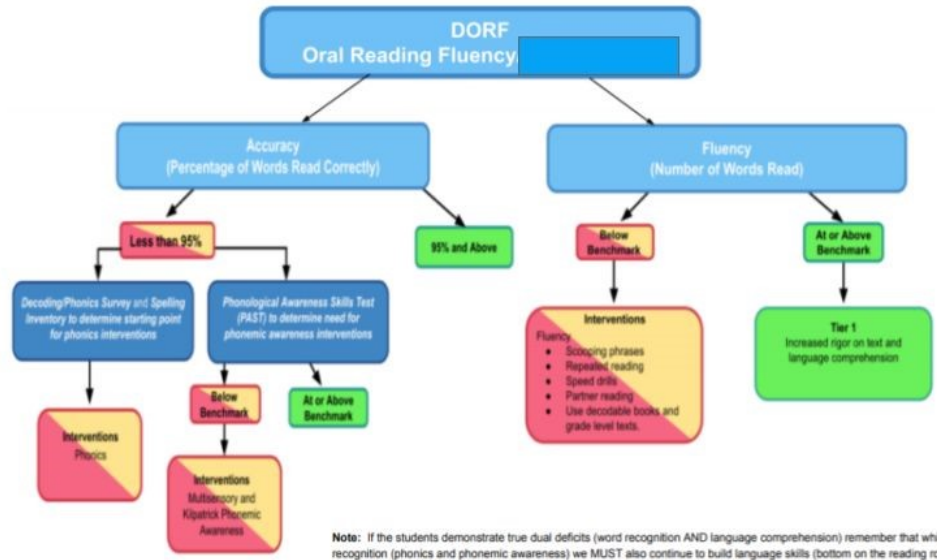 DORF
Oral Reading Fluency
Accuracy
(Percentage of Words Read Correctly)
Fluency
(Number of Words Read)
Less than 95%
95% and Above
Below
Benchmark
At or Above
Benchmark
Decoding/Phonics Survey and Spelling
Inventory to determine starting point
for phonics interventions
Phonological Awareness Skills Test
(PAST) to determine need for
phonemic awareness interventions
Interventions
Fluency
● Scooping phrases
● Repeated reading
● Speed drills
● Partner reading
● Use decodable books and
grade level texts.
Tier 1
Increased rigor on text and
language comprehension
Below
Benchmark
At or Above
Benchmark
Interventions
Phonics
Interventions
Multisensory and
Kilpatrick Phonemic
Awareness
Note: If the students demonstrate true dual deficits (word recognition AND language comprehension) remember that
recognition (phonics and phonemic awareness) we MUST also continue to build language skills (bottom on the reading